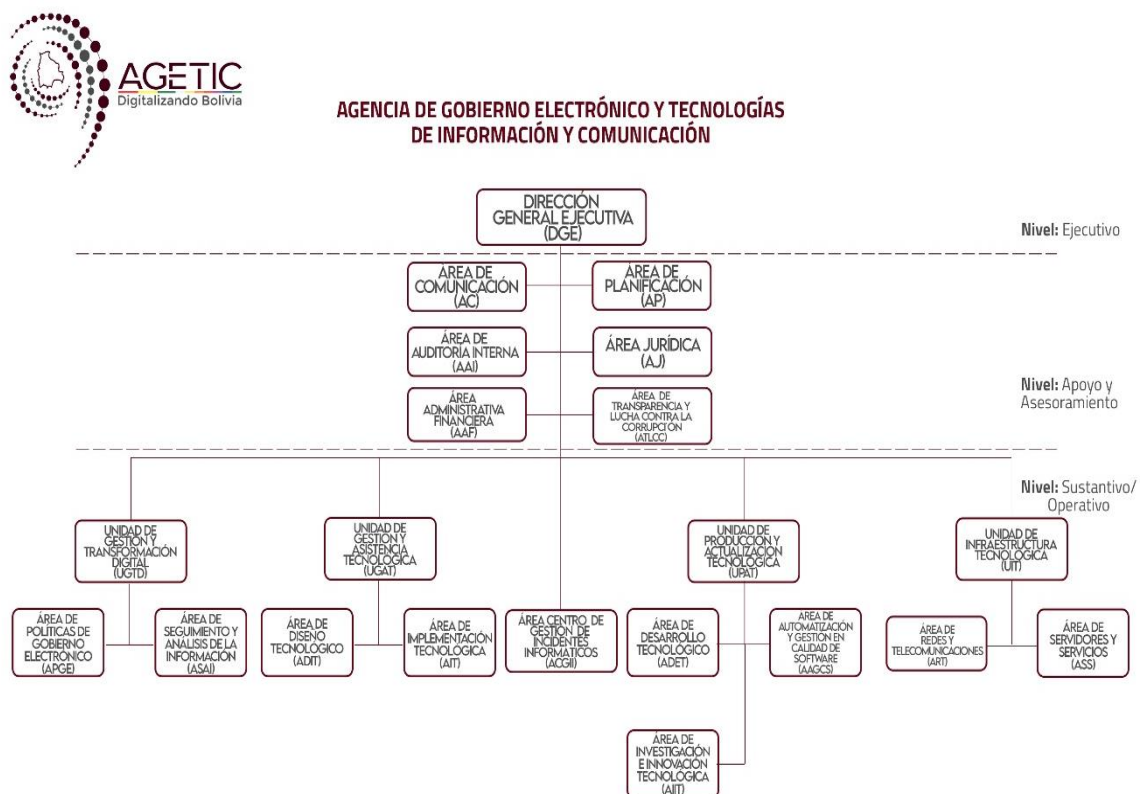 AGETIC
Digitalizando Bolivia
AGENCIA DE GOBIERNO ELECTRÓNICO Y TECNOLOGÍAS
DE INFORMACIÓN Y COMUNICACIÓN
DIRECCIÓN
GENERAL EJECUTIVA
(DGE)
Nivel: Ejecutivo
ÁREA DE
COMUNICACIÓN
(AC)
ÁREA DE
PLANIFICACIÓN
(AP)
ÁREA DE
AUDITORÍA INTERNA
(AAI)
ÁREA JURÍDICA
(AJ)
Nivel: Apoyo y
Asesoramiento
ÁREA
ADMINISTRATIVA
FINANCIERA
(AAF)
ÁREA DE
TRANSPARENCIA Y
LUCHA CONTRA LA
CORRUPCIÓN
(ATLCC)
Nivel: Sustantivo/
Operativo
UNIDAD DE
GESTIÓN Y
TRANSFORMACIÓN
DIGITAL
(UGTD)
UNIDAD DE
GESTIÓN Y
ASISTENCIA
TECNOLÓGICA
(UGAT)
UNIDAD DE
PRODUCCIÓN Y
ACTUALIZACIÓN
TECNOLÓGICA
(UPAT)
UNIDAD DE
INFRAESTRUCTURA
TECNOLÓGICA
(UIT)
ÁREA DE
POLÍTICAS DE
GOBIERNO
ELECTRÓNICO
(APGE)
ÁREA DE
SEGUIMIENTO Y
ANÁLISIS DE LA
INFORMACIÓN
(ASAI)
ÁREA DE
DISEÑO
TECNOLÓGICO
(ADIT)
ÁREA DE
IMPLEMENTACIÓN
TECNOLÓGICA
(AIT)
ÁREA CENTRO DE
GESTIÓN DE
INCIDENTES
INFORMÁTICOS
(ACGII)
ÁREA DE
DESARROLLO
TECNOLÓGICO
(ADET)
ÁREA DE
AUTOMATIZACIÓN
Y GESTIÓN EN
CALIDAD DE
SOFTWARE
(AAGCS)
ÁREA DE
REDES Y
TELECOMUNICACIONES
(ART)
ÁREA DE
SERVIDORES Y
SERVICIOS
(ASS)
ÁREA DE
INVESTIGACIÓN
E INNOVACIÓN
TECNOLÓGICA
(AIIT)